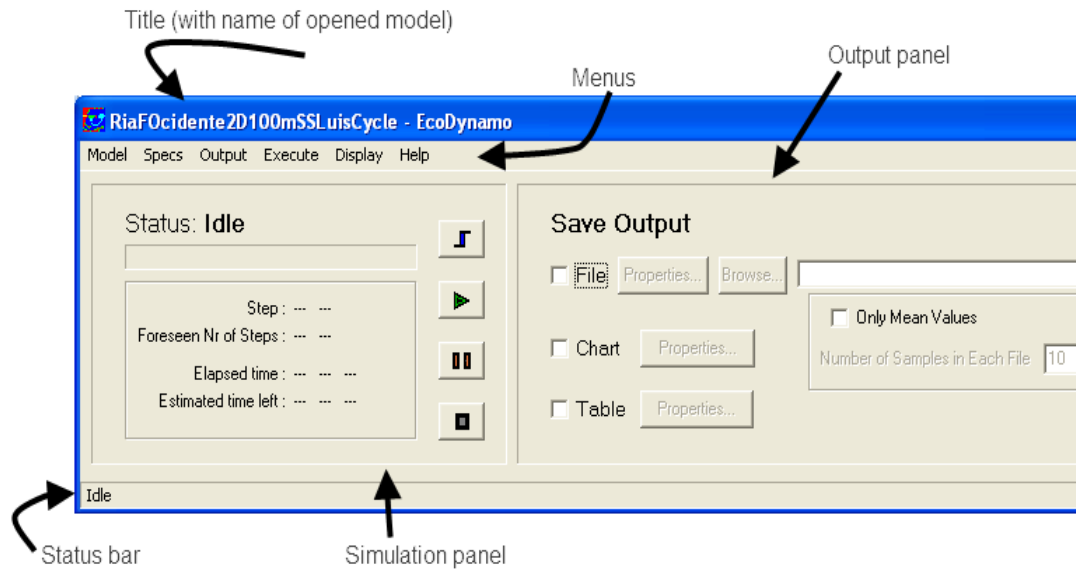 Title (with name of opened model)
Output panel
Menus
RiaFOcidente2D100mSSLuisCycle - EcoDynamo
Model Specs Output Execute Display Help
Status: Idle
Step : --- ---
Foreseen Nr of Steps : --- ---
Elapsed time : --- --- ---
Estimated time left : --- --- ---
Save Output
File Properties... Browse...
Only Mean Values
Number of Samples in Each File 10
Chart Properties...
Table Properties...
Idle
Status bar
Simulation panel